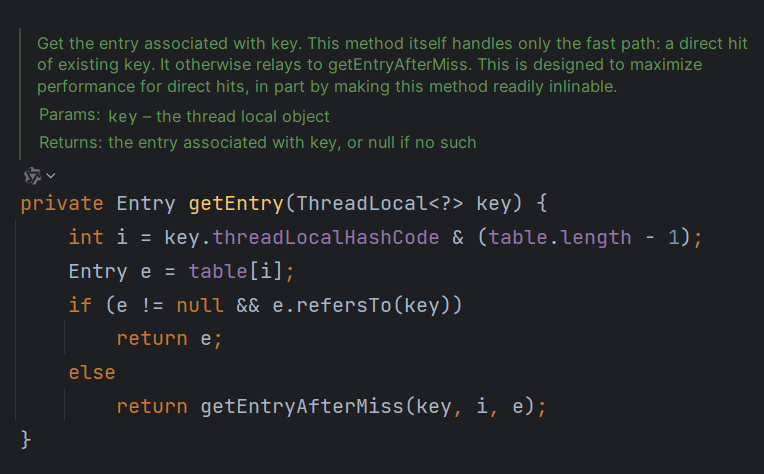 Get the entry associated with key. This method itself handles only the fast path: a direct hit
of existing key. It otherwise relays to getEntryAfterMiss. This is designed to maximize
performance for direct hits, in part by making this method readily inlinable.
Params: key – the thread local object
Returns: the entry associated with key, or null if no such
private Entry getEntry(ThreadLocal<?> key) {
    int i = key.threadLocalHashCode & (table.length - 1);
    Entry e = table[i];
    if (e != null && e.refersTo(key))
        return e;
    else
        return getEntryAfterMiss(key, i, e);
}